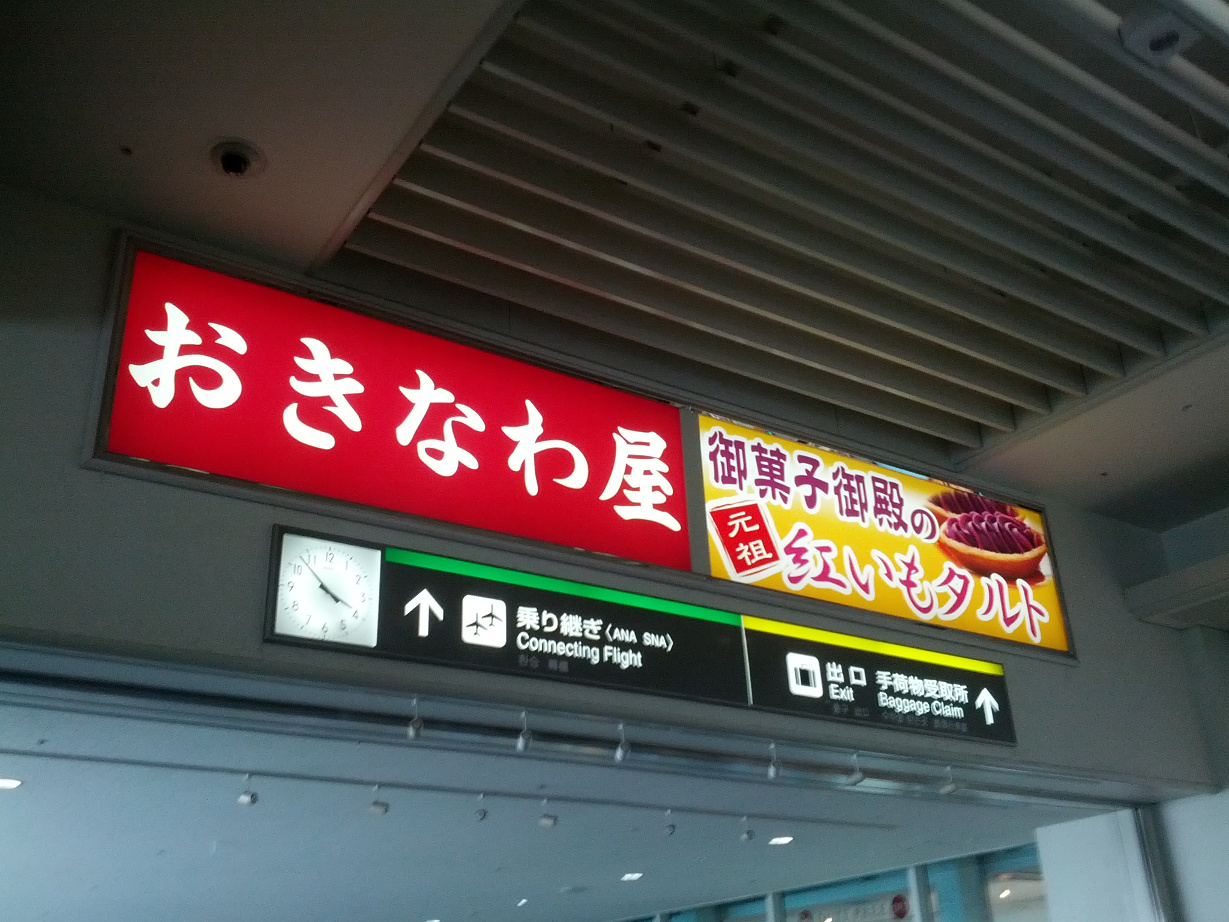 おきなわ屋
御菓子御殿の
元祖
紅いもタルト
乗り継ぎ〈ANA SNA〉
Connecting Flight
出口
Exit
手荷物受取所
Baggage Claim